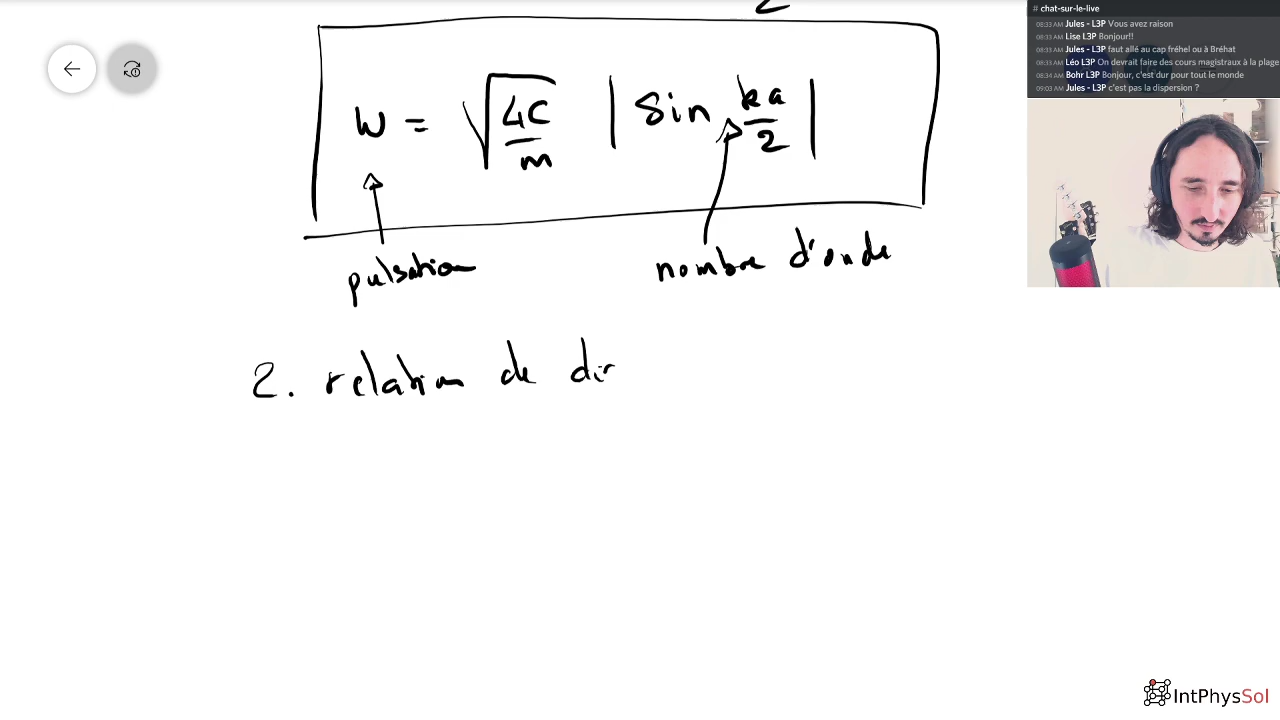 # chat-sur-le-live
08:33 AM Jules - L3P Vous avez raison
08:33 AM Lise L3P Bonjour!!
08:33 AM Jules - L3P faut allé au cap fréhel ou à Bréhat
08:33 AM Léo L3P On devrait faire des cours magistraux à la plage
08:34 AM Bohr L3P Bonjour, c'est dur pour tout le monde
09:03 AM Jules - L3P c'est pas la dispersion ?
2
ω = √(4C/m) |sin ka/2|
pulsation
nombre d'onde
2. relation de dis
IntPhysSol